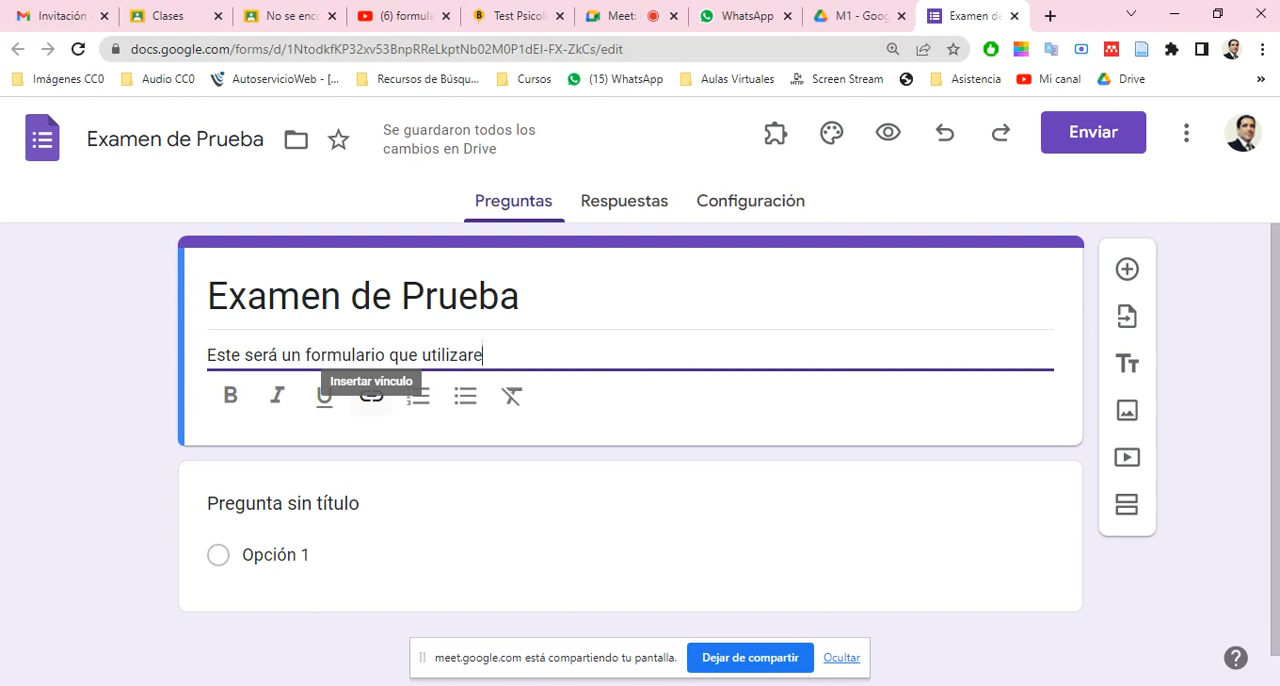 Invitación
Clases
No se enc
(6) formula
Test Psicol
Meet:
WhatsApp
M1 - Goog
Examen de
docs.google.com/forms/d/1NtodkfKP32xv53BnpRReLkptNb02M0P1dEI-FX-ZkCs/edit
Imágenes CC0
Audio CC0
AutoservicioWeb - [...
Recursos de Búsqu...
Cursos
(15) WhatsApp
Aulas Virtuales
Screen Stream
Asistencia
Mi canal
Drive
»
Examen de Prueba
Se guardaron todos los
cambios en Drive
Enviar
Preguntas
Respuestas
Configuración
Examen de Prueba
Este será un formulario que utilizare
Insertar vínculo
B I U
Pregunta sin título
Opción 1
meet.google.com está compartiendo tu pantalla.
Dejar de compartir
Ocultar